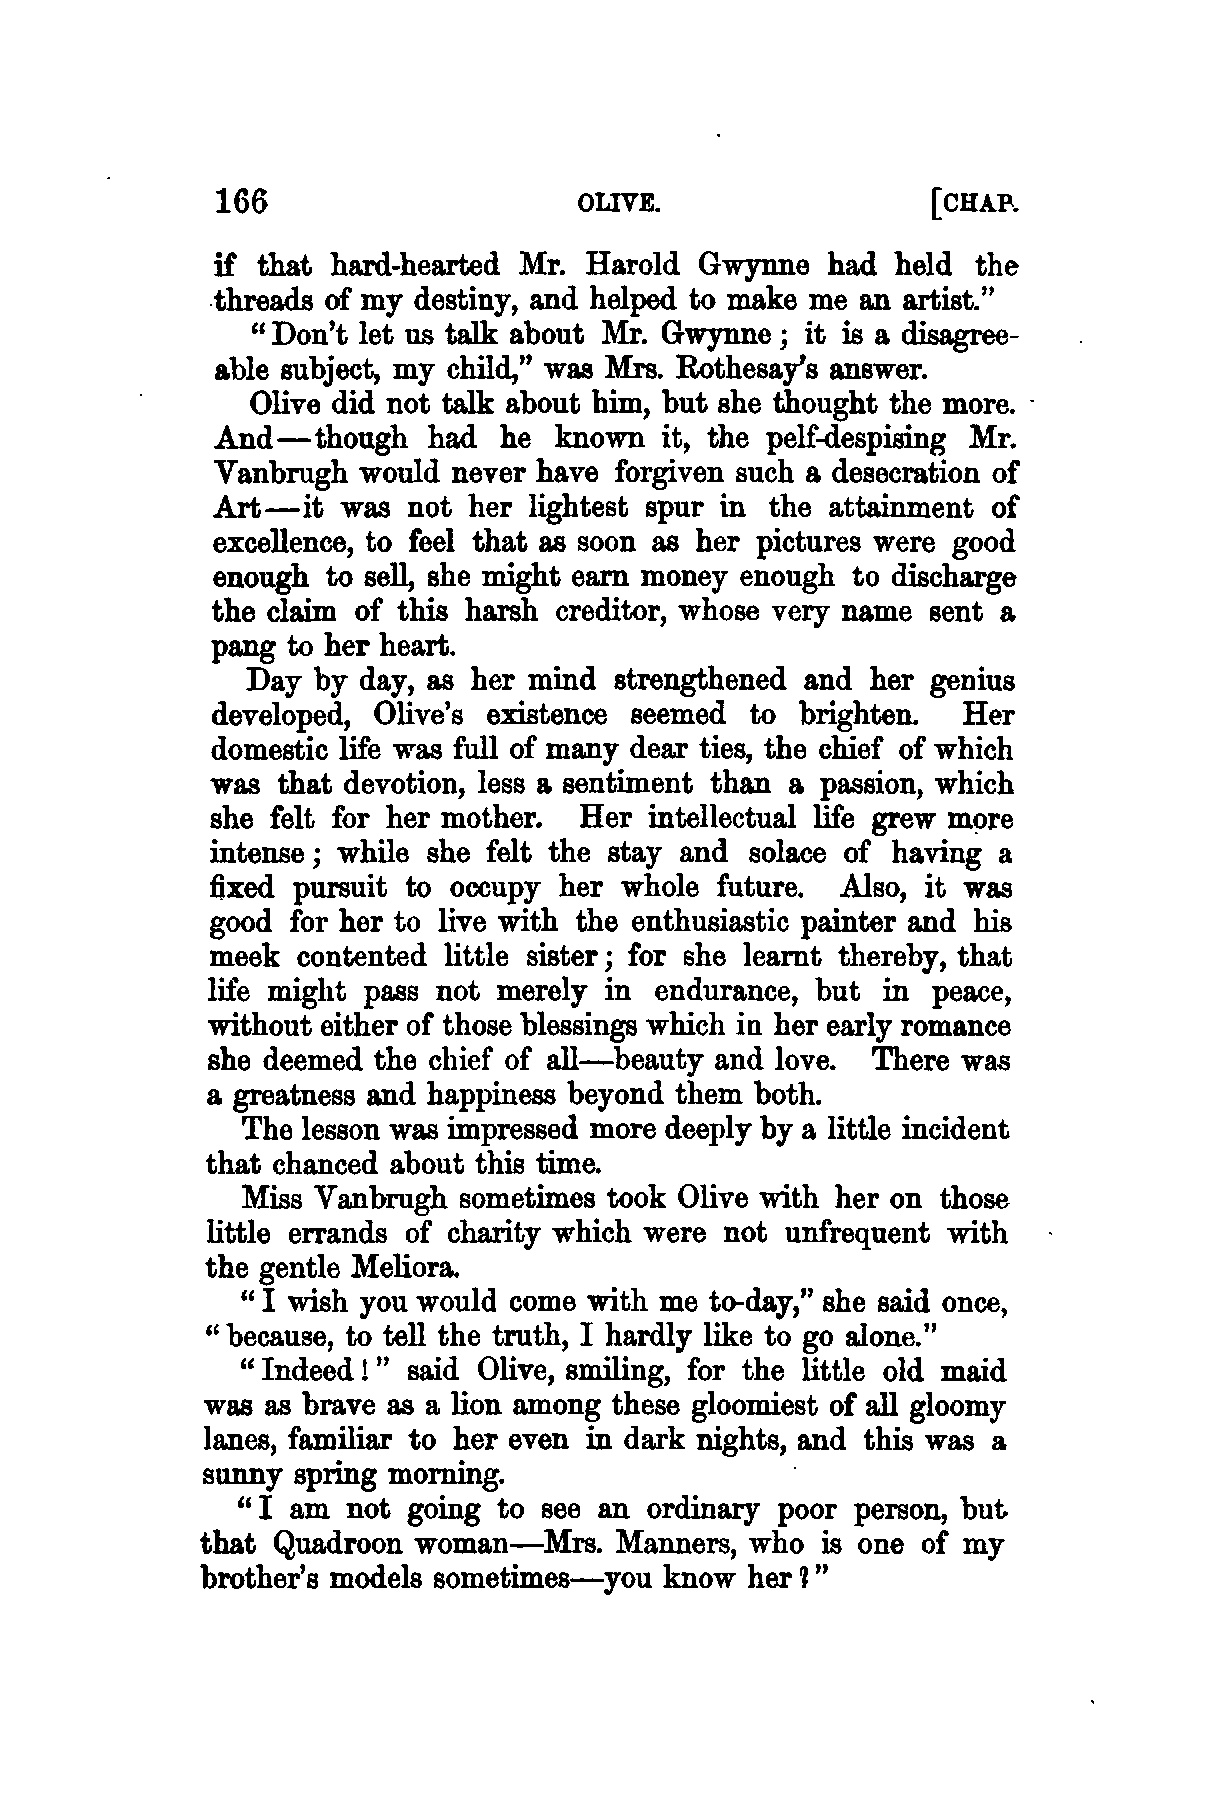 166 OLIVE. [CHAP.
if that hard-hearted Mr. Harold Gwynne had held the
threads of my destiny, and helped to make me an artist."
"Don't let us talk about Mr. Gwynne; it is a disagree-
able subject, my child," was Mrs. Rothesay's answer.
Olive did not talk about him, but she thought the more.
And—though had he known it, the pelf-despising Mr.
Vanbrugh would never have forgiven such a desecration of
Art—it was not her lightest spur in the attainment of
excellence, to feel that as soon as her pictures were good
enough to sell, she might earn money enough to discharge
the claim of this harsh creditor, whose very name sent a
pang to her heart.
Day by day, as her mind strengthened and her genius
developed, Olive's existence seemed to brighten. Her
domestic life was full of many dear ties, the chief of which
was that devotion, less a sentiment than a passion, which
she felt for her mother. Her intellectual life grew more
intense; while she felt the stay and solace of having a
fixed pursuit to occupy her whole future. Also, it was
good for her to live with the enthusiastic painter and his
meek contented little sister; for she learnt thereby, that
life might pass not merely in endurance, but in peace,
without either of those blessings which in her early romance
she deemed the chief of all—beauty and love. There was
a greatness and happiness beyond them both.
The lesson was impressed more deeply by a little incident
that chanced about this time.
Miss Vanbrugh sometimes took Olive with her on those
little errands of charity which were not unfrequent with
the gentle Meliora.
"I wish you would come with me to-day," she said once,
"because, to tell the truth, I hardly like to go alone."
"Indeed!" said Olive, smiling, for the little old maid
was as brave as a lion among these gloomiest of all gloomy
lanes, familiar to her even in dark nights, and this was a
sunny spring morning.
"I am not going to see an ordinary poor person, but
that Quadroon woman—Mrs. Manners, who is one of my
brother's models sometimes—you know her?"